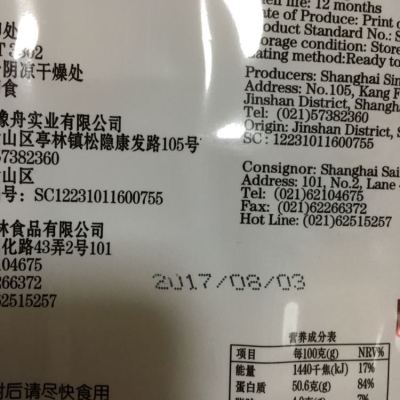 处
阴凉干燥处
食
舟实业有限公司
山区亭林镇松隐康发路105号
57382360
山区
号: SC12231011600755
林食品有限公司
化路43弄2号101
104675
266372
62515257
life: 12 months
ate of Produce: Print
oduct Standard No.:
orage condition: Store
ating method:Ready to
Producers: Shanghai
Address: No.105, Kang
Jinshan District, Shangh
Tel: (021)57382360
Origin: Jinshan District,
SC: 12231011600755
Consignor: Shanghai Sai
Address: 101, No.2, Lane
Tel: (021)62104675
Fax: (021)62266372
Hot Line: (021)62515257
2017/08/03
营养成分表
项目 每100克(g) NRV%
能量 1440千焦(kJ) 17%
蛋白质 50.6克(g) 84%
7%
后请尽快食用